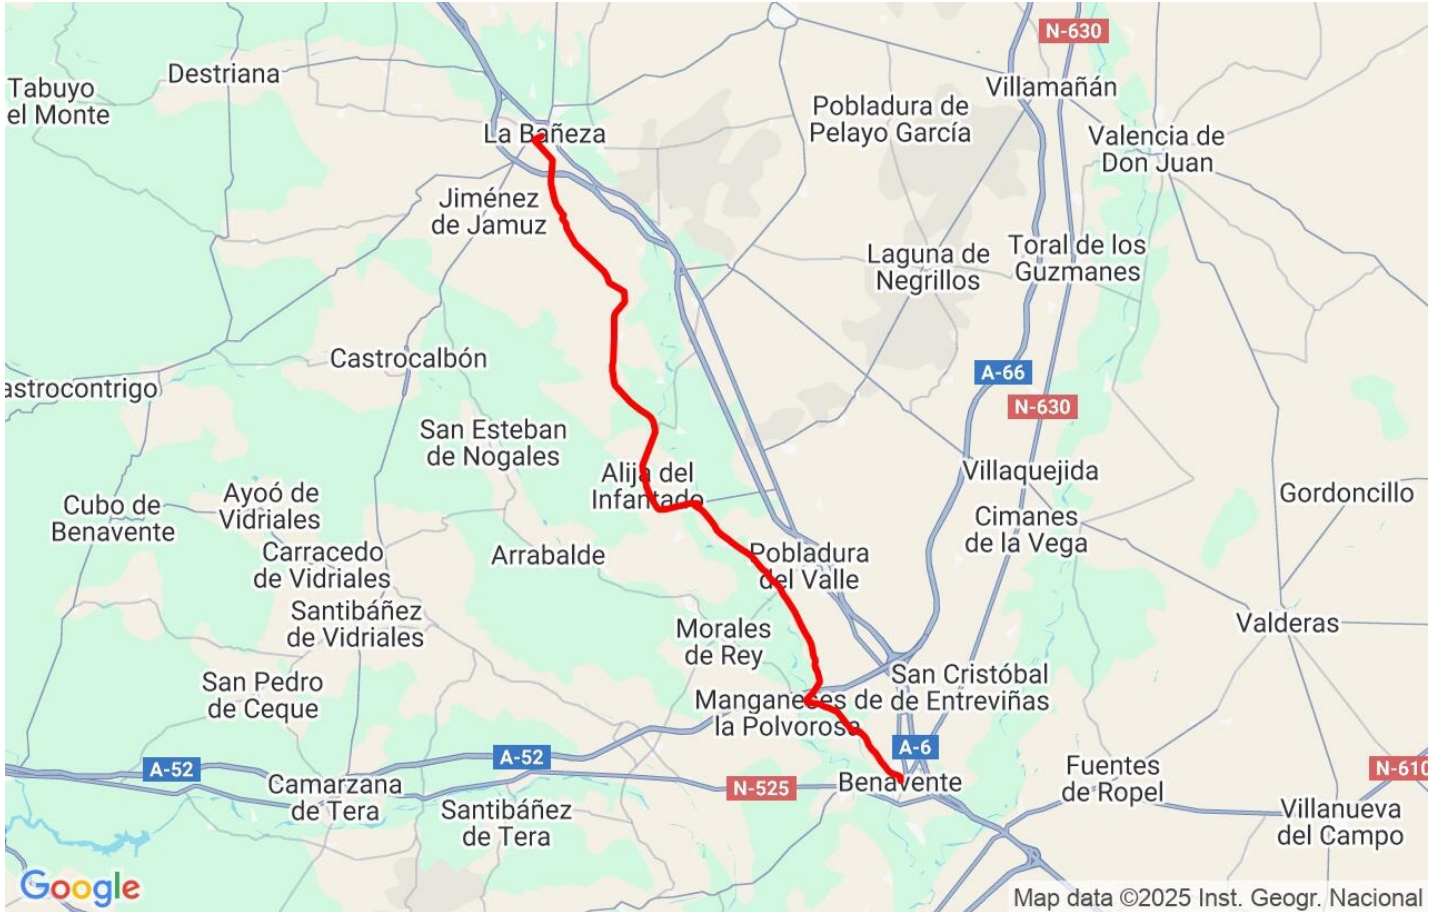 N-630
Destriana
Tabuyo
el Monte
Villamañán
Pobladura de
Pelayo García
La Bañeza
Valencia de
Don Juan
Jiménez
de Jamuz
Laguna de
Negrillos
Toral de los
Guzmanes
Castrocalbón
astrocontrigo
A-66
N-630
San Esteban
de Nogales
Alija del
Infantado
Villaquejida
Ayoó de
Vidriales
Cubo de
Benavente
Gordoncillo
Cimanes
de la Vega
Carracedo
de Vidriales
Arrabalde
Pobladura
del Valle
Santibáñez
de Vidriales
Morales
de Rey
Valderas
San Pedro
de Ceque
San Cristóbal
de Entreviñas
Manganeses de
la Polvorosa
A-52
A-52
A-6
N-525
Benavente
Fuentes
de Ropel
N-610
Camarzana
de Tera
Santibáñez
de Tera
Villanueva
del Campo
Google
Map data ©2025 Inst. Geogr. Nacional